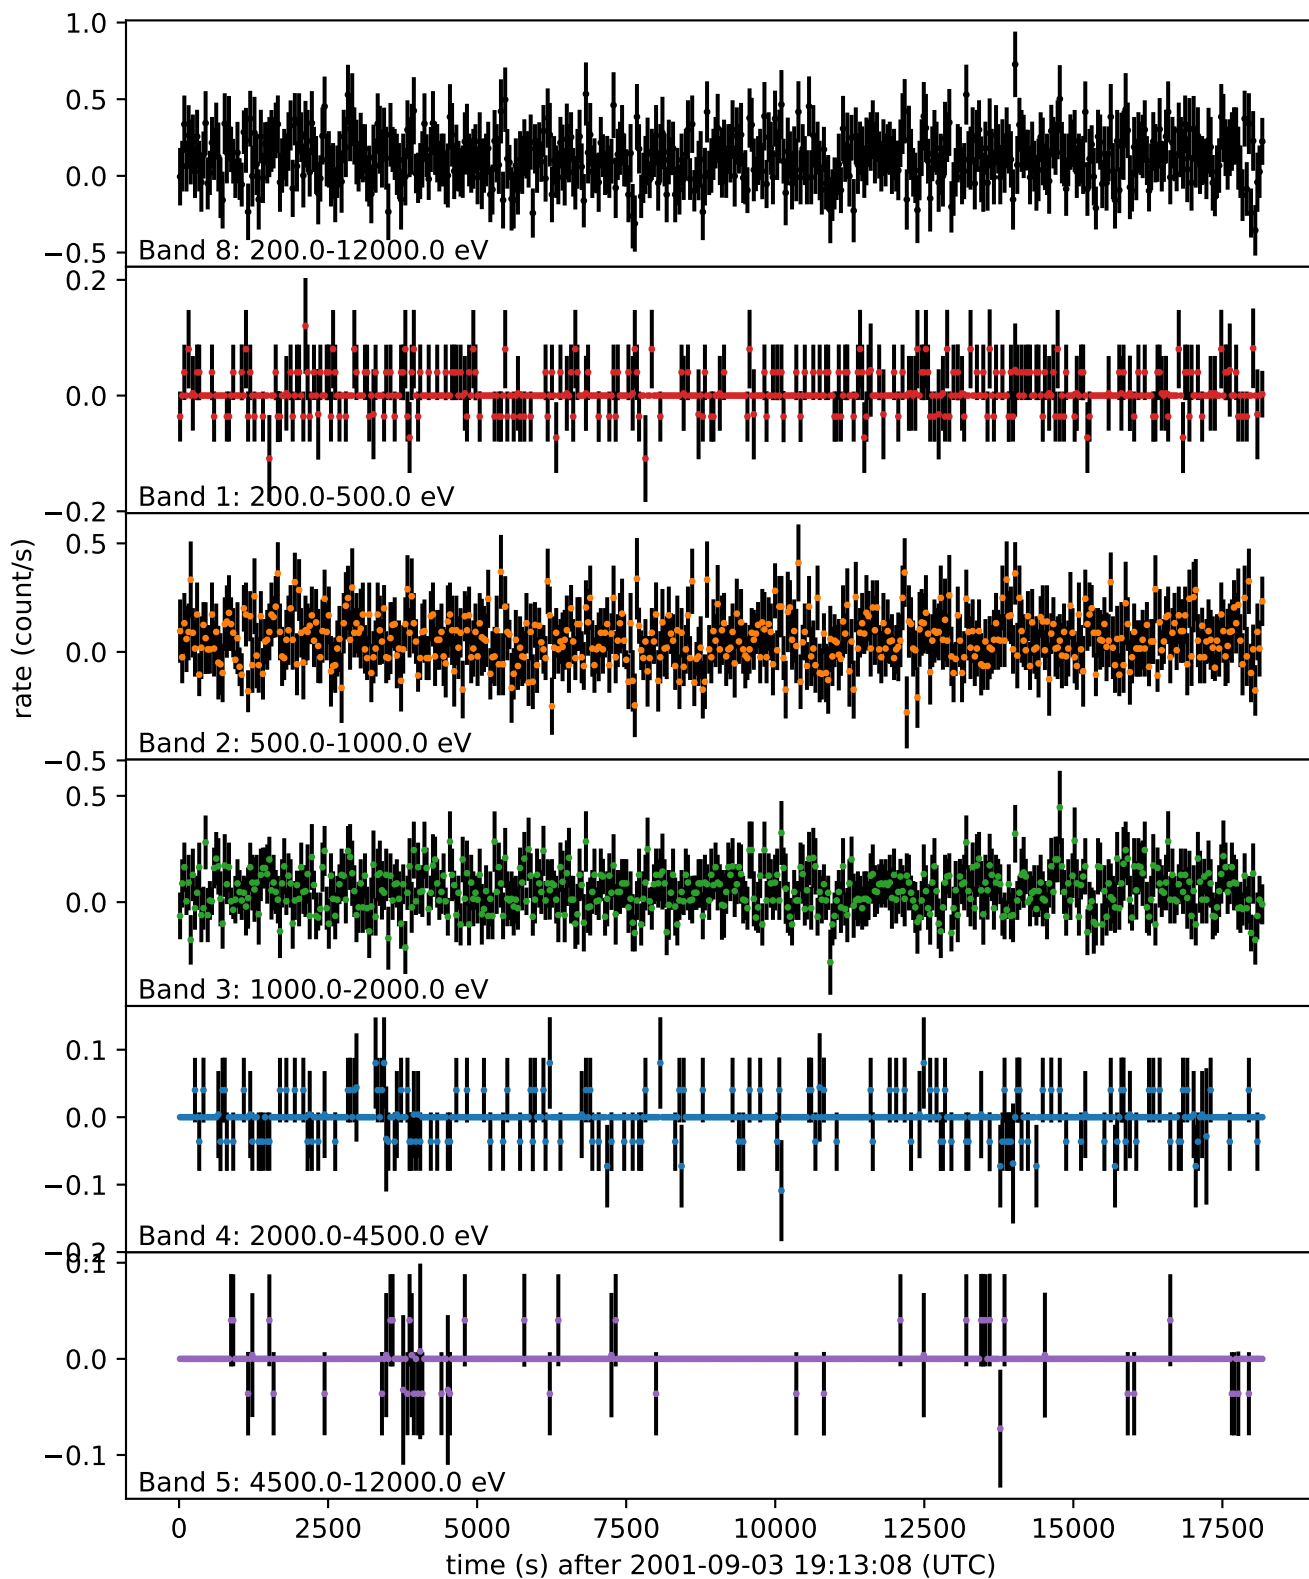 1.0
0.5
0.0
−0.5
Band 8: 200.0-12000.0 eV
0.2
0.0
−0.2
Band 1: 200.0-500.0 eV
0.5
0.0
−0.5
Band 2: 500.0-1000.0 eV
rate (count/s)
0.5
0.0
Band 3: 1000.0-2000.0 eV
0.1
0.0
−0.1
−0.2
Band 4: 2000.0-4500.0 eV
0.1
0.0
−0.1
Band 5: 4500.0-12000.0 eV
0 2500 5000 7500 10000 12500 15000 17500
time (s) after 2001-09-03 19:13:08 (UTC)